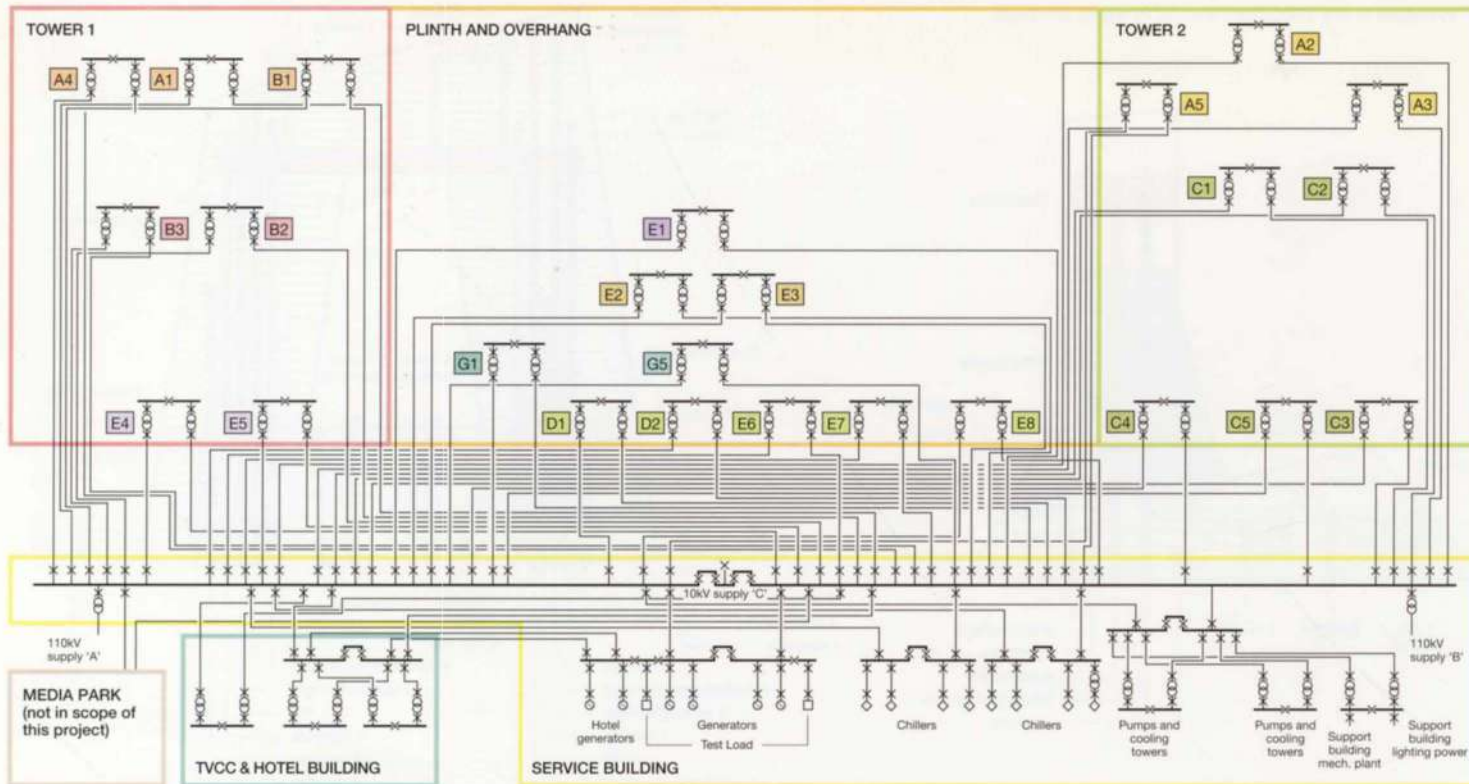 TOWER 1
PLINTH AND OVERHANG
TOWER 2
A2
A4
A1
B1
A5
A3
C1
C2
B3
B2
E1
E2
E3
G1
G5
E4
E5
D1
D2
E6
E7
E8
C4
C5
C3
10kV supply 'C'
110kV
supply 'A'
110kV
supply 'B'
MEDIA PARK
(not in scope of
this project)
Hotel
generators
Generators
Test Load
Chillers
Chillers
Pumps and
cooling
towers
Pumps and
cooling
towers
Support
building
mech. plant
Support
building
lighting power
TVCC & HOTEL BUILDING
SERVICE BUILDING